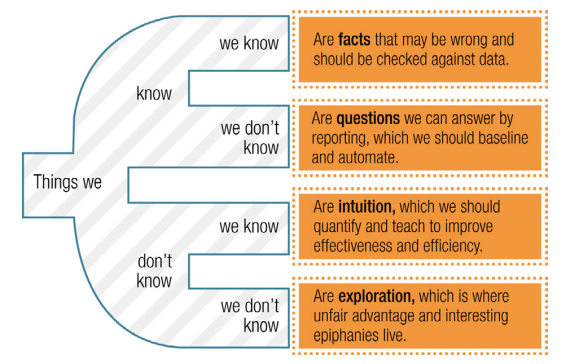 we know
Are facts that may be wrong and
should be checked against data.
know
we don't
know
Are questions we can answer by
reporting, which we should baseline
and automate.
Things we
we know
Are intuition, which we should
quantify and teach to improve
effectiveness and efficiency.
don't
know
we don't
know
Are exploration, which is where
unfair advantage and interesting
epiphanies live.